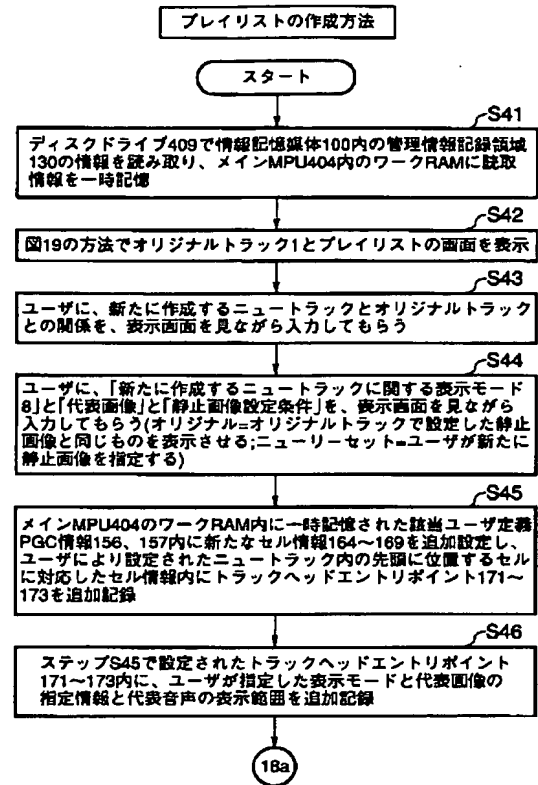 プレイリストの作成方法
スタート
S41
ディスクドライブ409で情報記憶媒体100内の管理情報記録領域
130の情報を読み取り、メインMPU404内のワークRAMに読取
情報を一時記憶
S42
図19の方法でオリジナルトラック1とプレイリストの画面を表示
S43
ユーザに、新たに作成するニュートラックとオリジナルトラック
との関係を、表示画面を見ながら入力してもらう
S44
ユーザに、「新たに作成するニュートラックに関する表示モード
8」と「代表画像」と「静止画像設定条件」を、表示画面を見ながら
入力してもらう(オリジナル=オリジナルトラックで設定した静止
画像と同じものを表示させる;ニューリーセット=ユーザが新たに
静止画像を指定する)
S45
メインMPU404のワークRAM内に一時記憶された該当ユーザ定義
PGC情報156、157内に新たなセル情報164〜169を追加設定し、
ユーザにより設定されたニュートラック内の先頭に位置するセル
に対応したセル情報内にトラックヘッドエントリポイント171〜
173を追加記録
S46
ステップS45で設定されたトラックヘッドエントリポイント
171〜173内に、ユーザが指定した表示モードと代表画像の
指定情報と代表音声の表示範囲を追加記録
18a